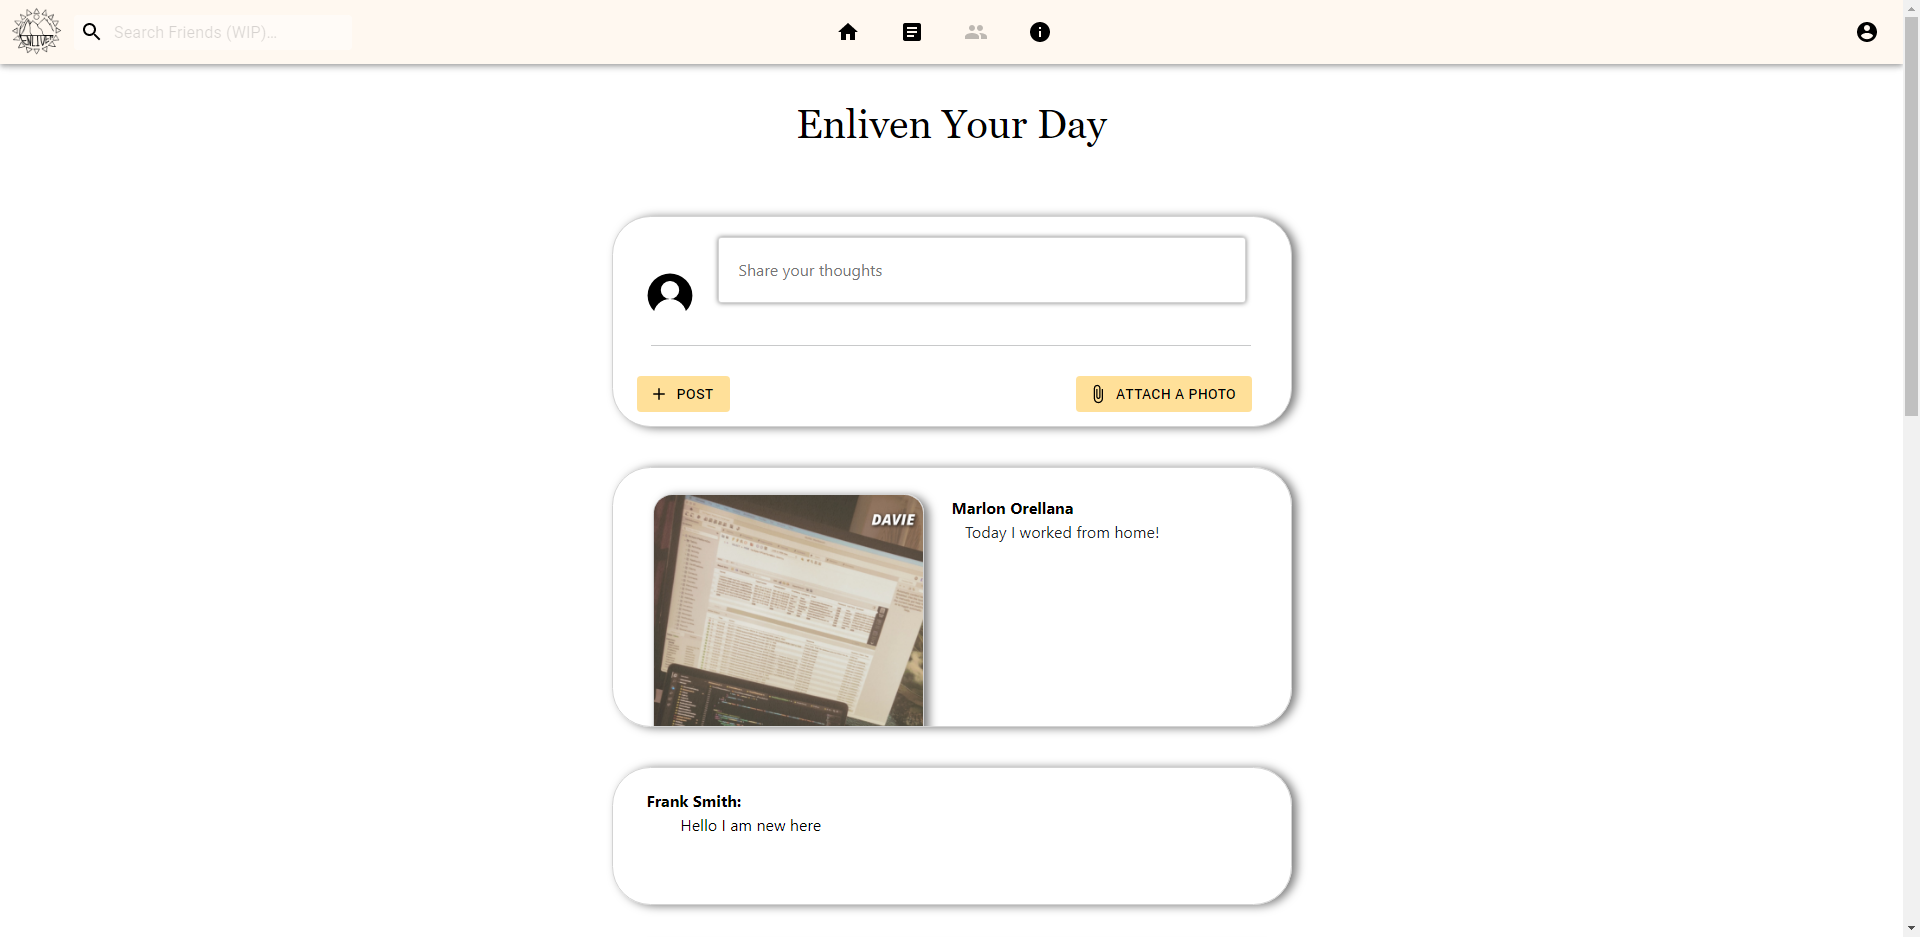 ENLIVEN
Search Friends (WIP)...
Enliven Your Day
Share your thoughts
POST
ATTACH A PHOTO
DAVIE
Marlon Orellana
Today I worked from home!
Frank Smith:
Hello I am new here